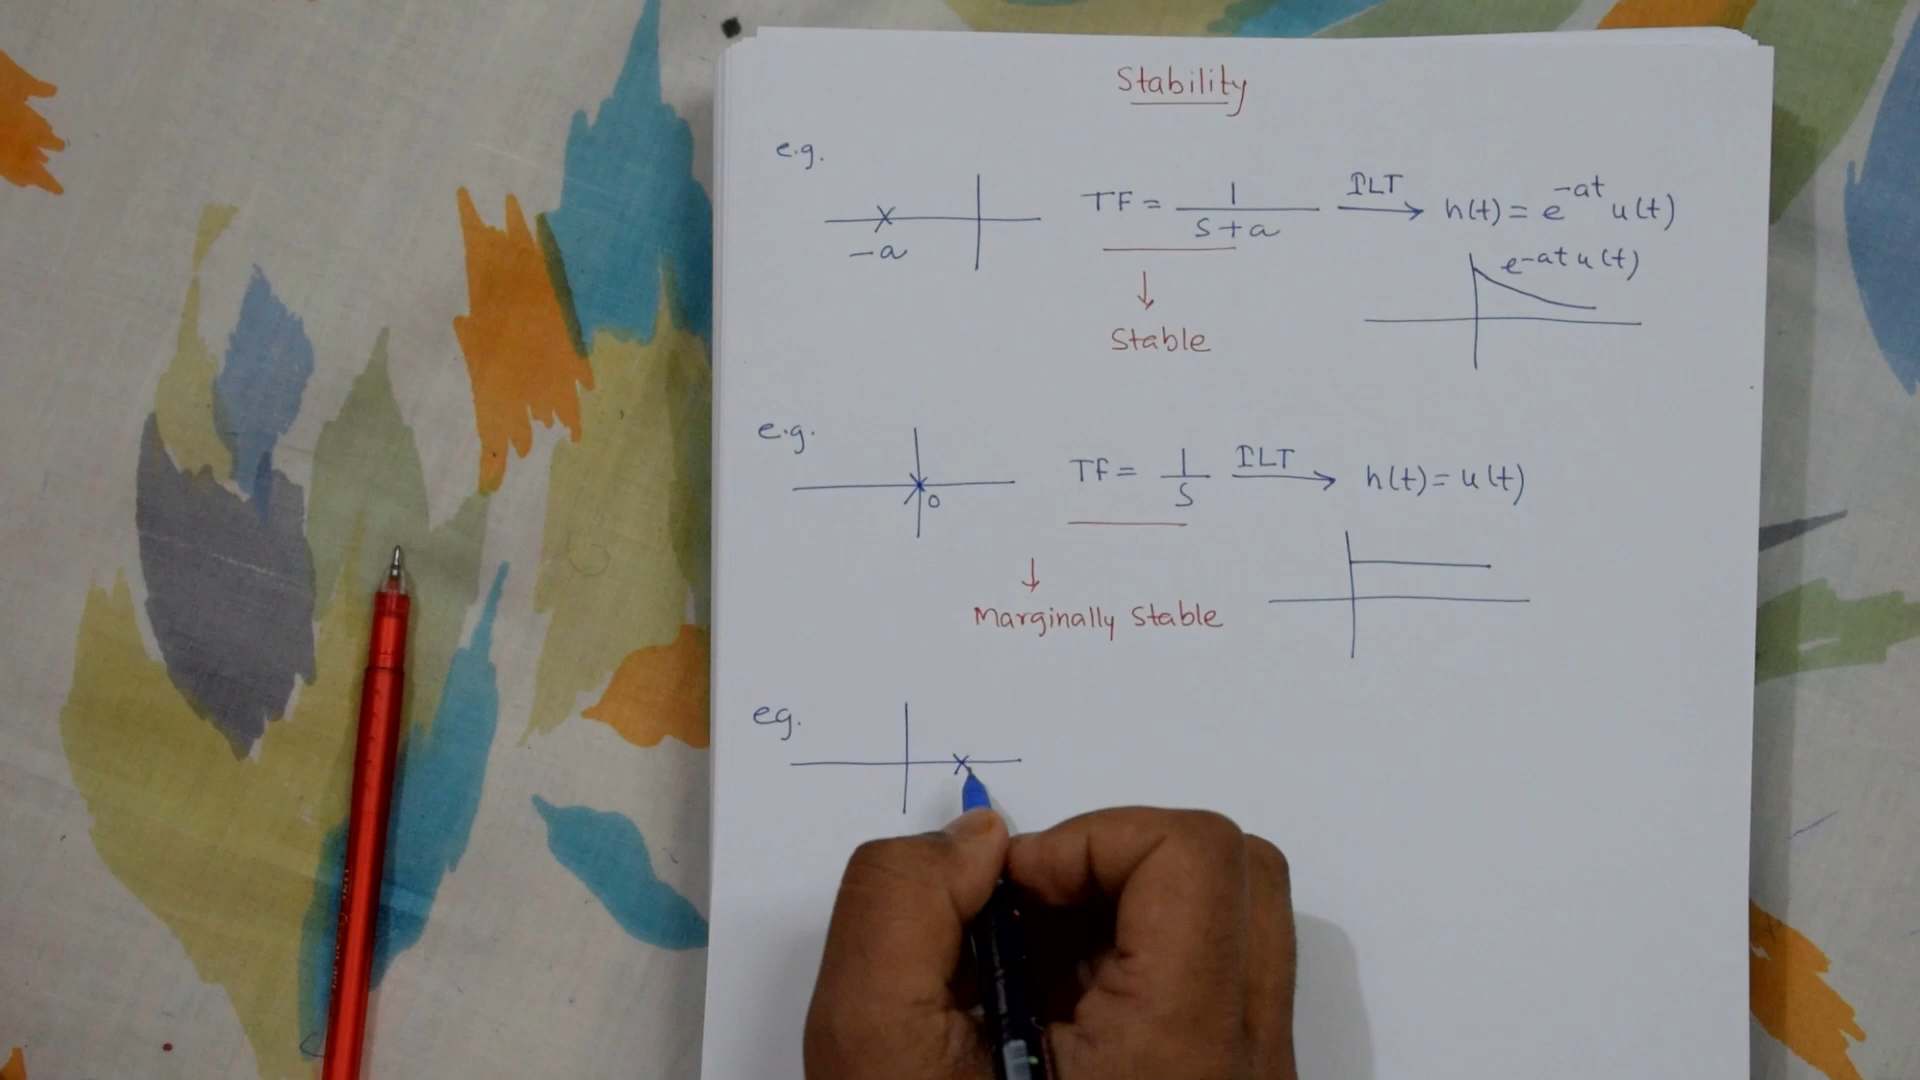 Stability
e.g.
-a
TF = 1/(s+a) ILT → h(t) = e^-at u(t)
e^-at u(t)
↓
Stable
e.g.
0
TF = 1/s ILT → h(t) = u(t)
↓
Marginally Stable
eg.